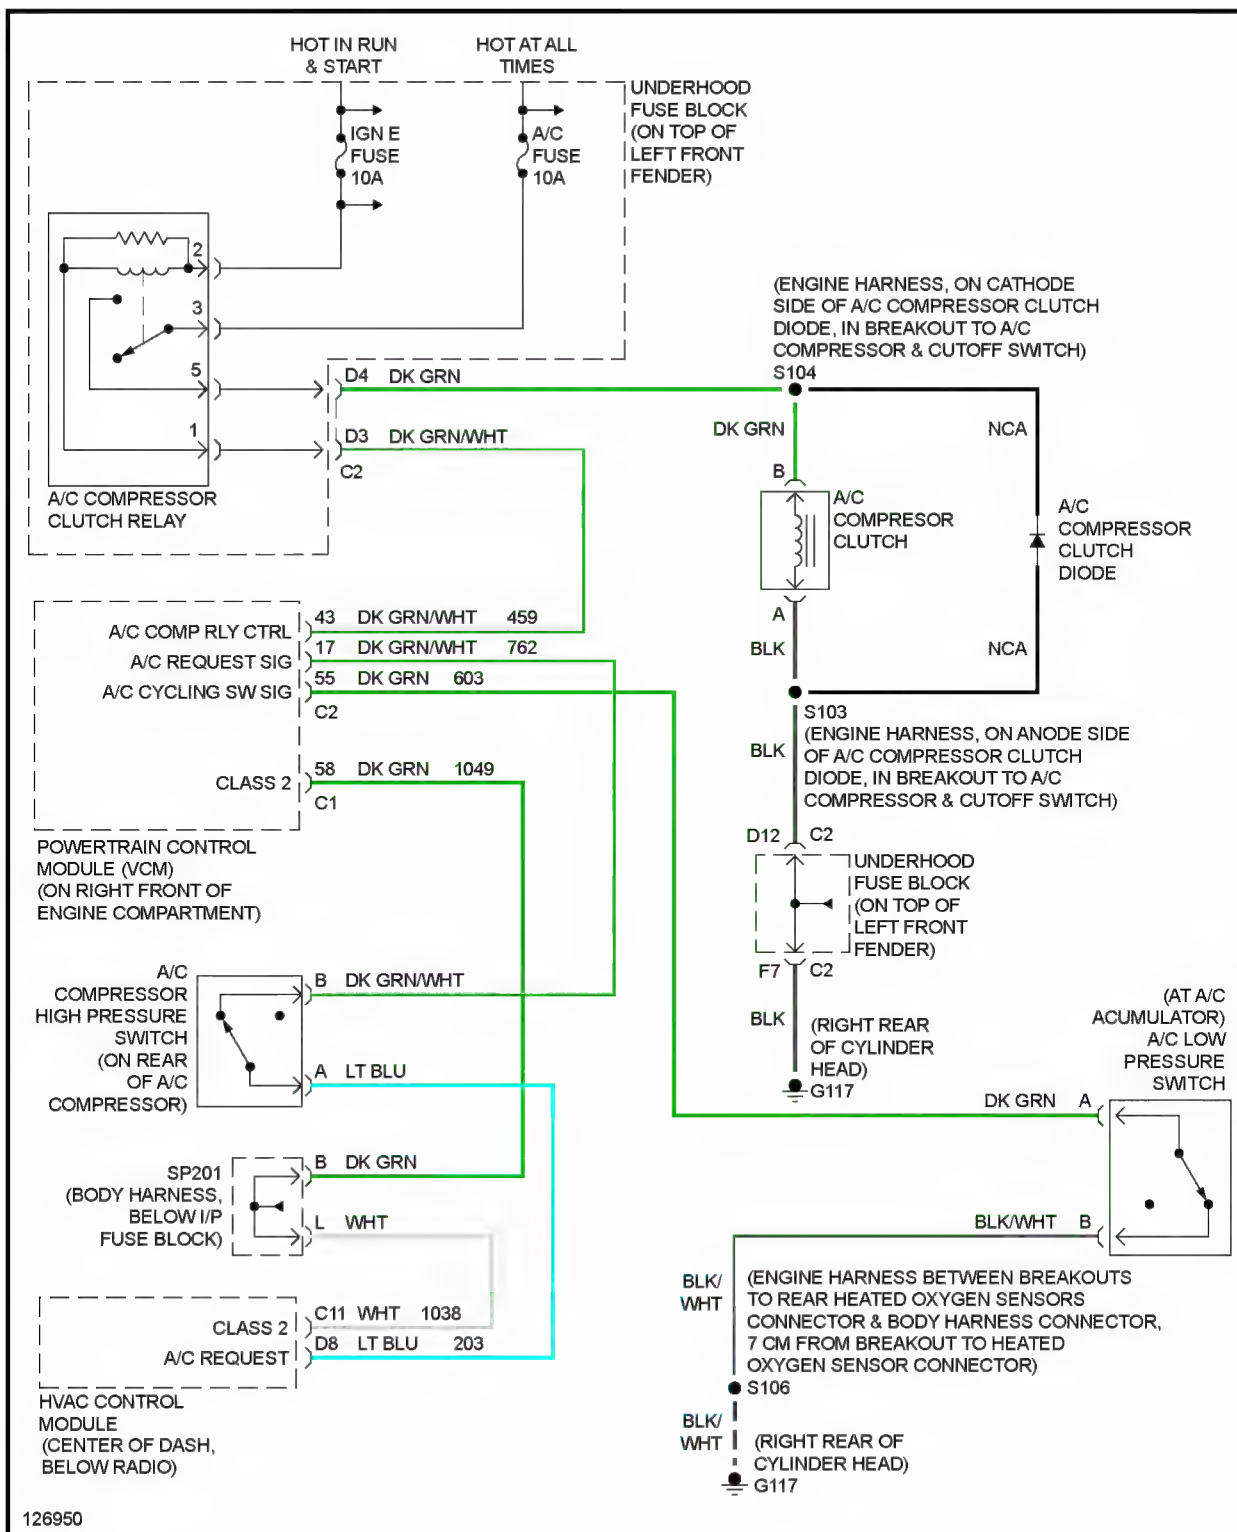 HOT IN RUN
& START
HOT AT ALL
TIMES
UNDERHOOD
FUSE BLOCK
(ON TOP OF
LEFT FRONT
FENDER)
IGN E
FUSE
10A
A/C
FUSE
10A
2
3
5
1
D4 DK GRN
D3 DK GRN/WHT
C2
A/C COMPRESSOR
CLUTCH RELAY
(ENGINE HARNESS, ON CATHODE
SIDE OF A/C COMPRESSOR CLUTCH
DIODE, IN BREAKOUT TO A/C
COMPRESSOR & CUTOFF SWITCH)
S104
DK GRN
NCA
B
A/C
COMPRESOR
CLUTCH
A/C
COMPRESSOR
CLUTCH
DIODE
A
BLK
NCA
S103
(ENGINE HARNESS, ON ANODE SIDE
OF A/C COMPRESSOR CLUTCH
DIODE, IN BREAKOUT TO A/C
COMPRESSOR & CUTOFF SWITCH)
BLK
D12 C2
UNDERHOOD
FUSE BLOCK
(ON TOP OF
LEFT FRONT
FENDER)
F7 C2
BLK
(RIGHT REAR
OF CYLINDER
HEAD)
G117
A/C COMP RLY CTRL 43 DK GRN/WHT 459
A/C REQUEST SIG 17 DK GRN/WHT 762
A/C CYCLING SW SIG 55 DK GRN 603
C2
CLASS 2 58 DK GRN 1049
C1
POWERTRAIN CONTROL
MODULE (VCM)
(ON RIGHT FRONT OF
ENGINE COMPARTMENT)
A/C
COMPRESSOR
HIGH PRESSURE
SWITCH
(ON REAR
OF A/C
COMPRESSOR)
B DK GRN/WHT
A LT BLU
(AT A/C
ACUMULATOR)
A/C LOW
PRESSURE
SWITCH
DK GRN A
BLK/WHT B
SP201
(BODY HARNESS,
BELOW I/P
FUSE BLOCK)
B DK GRN
L WHT
BLK/
WHT
(ENGINE HARNESS BETWEEN BREAKOUTS
TO REAR HEATED OXYGEN SENSORS
CONNECTOR & BODY HARNESS CONNECTOR,
7 CM FROM BREAKOUT TO HEATED
OXYGEN SENSOR CONNECTOR)
S106
BLK/
WHT
(RIGHT REAR OF
CYLINDER HEAD)
G117
CLASS 2 C11 WHT 1038
A/C REQUEST D8 LT BLU 203
HVAC CONTROL
MODULE
(CENTER OF DASH,
BELOW RADIO)
126950